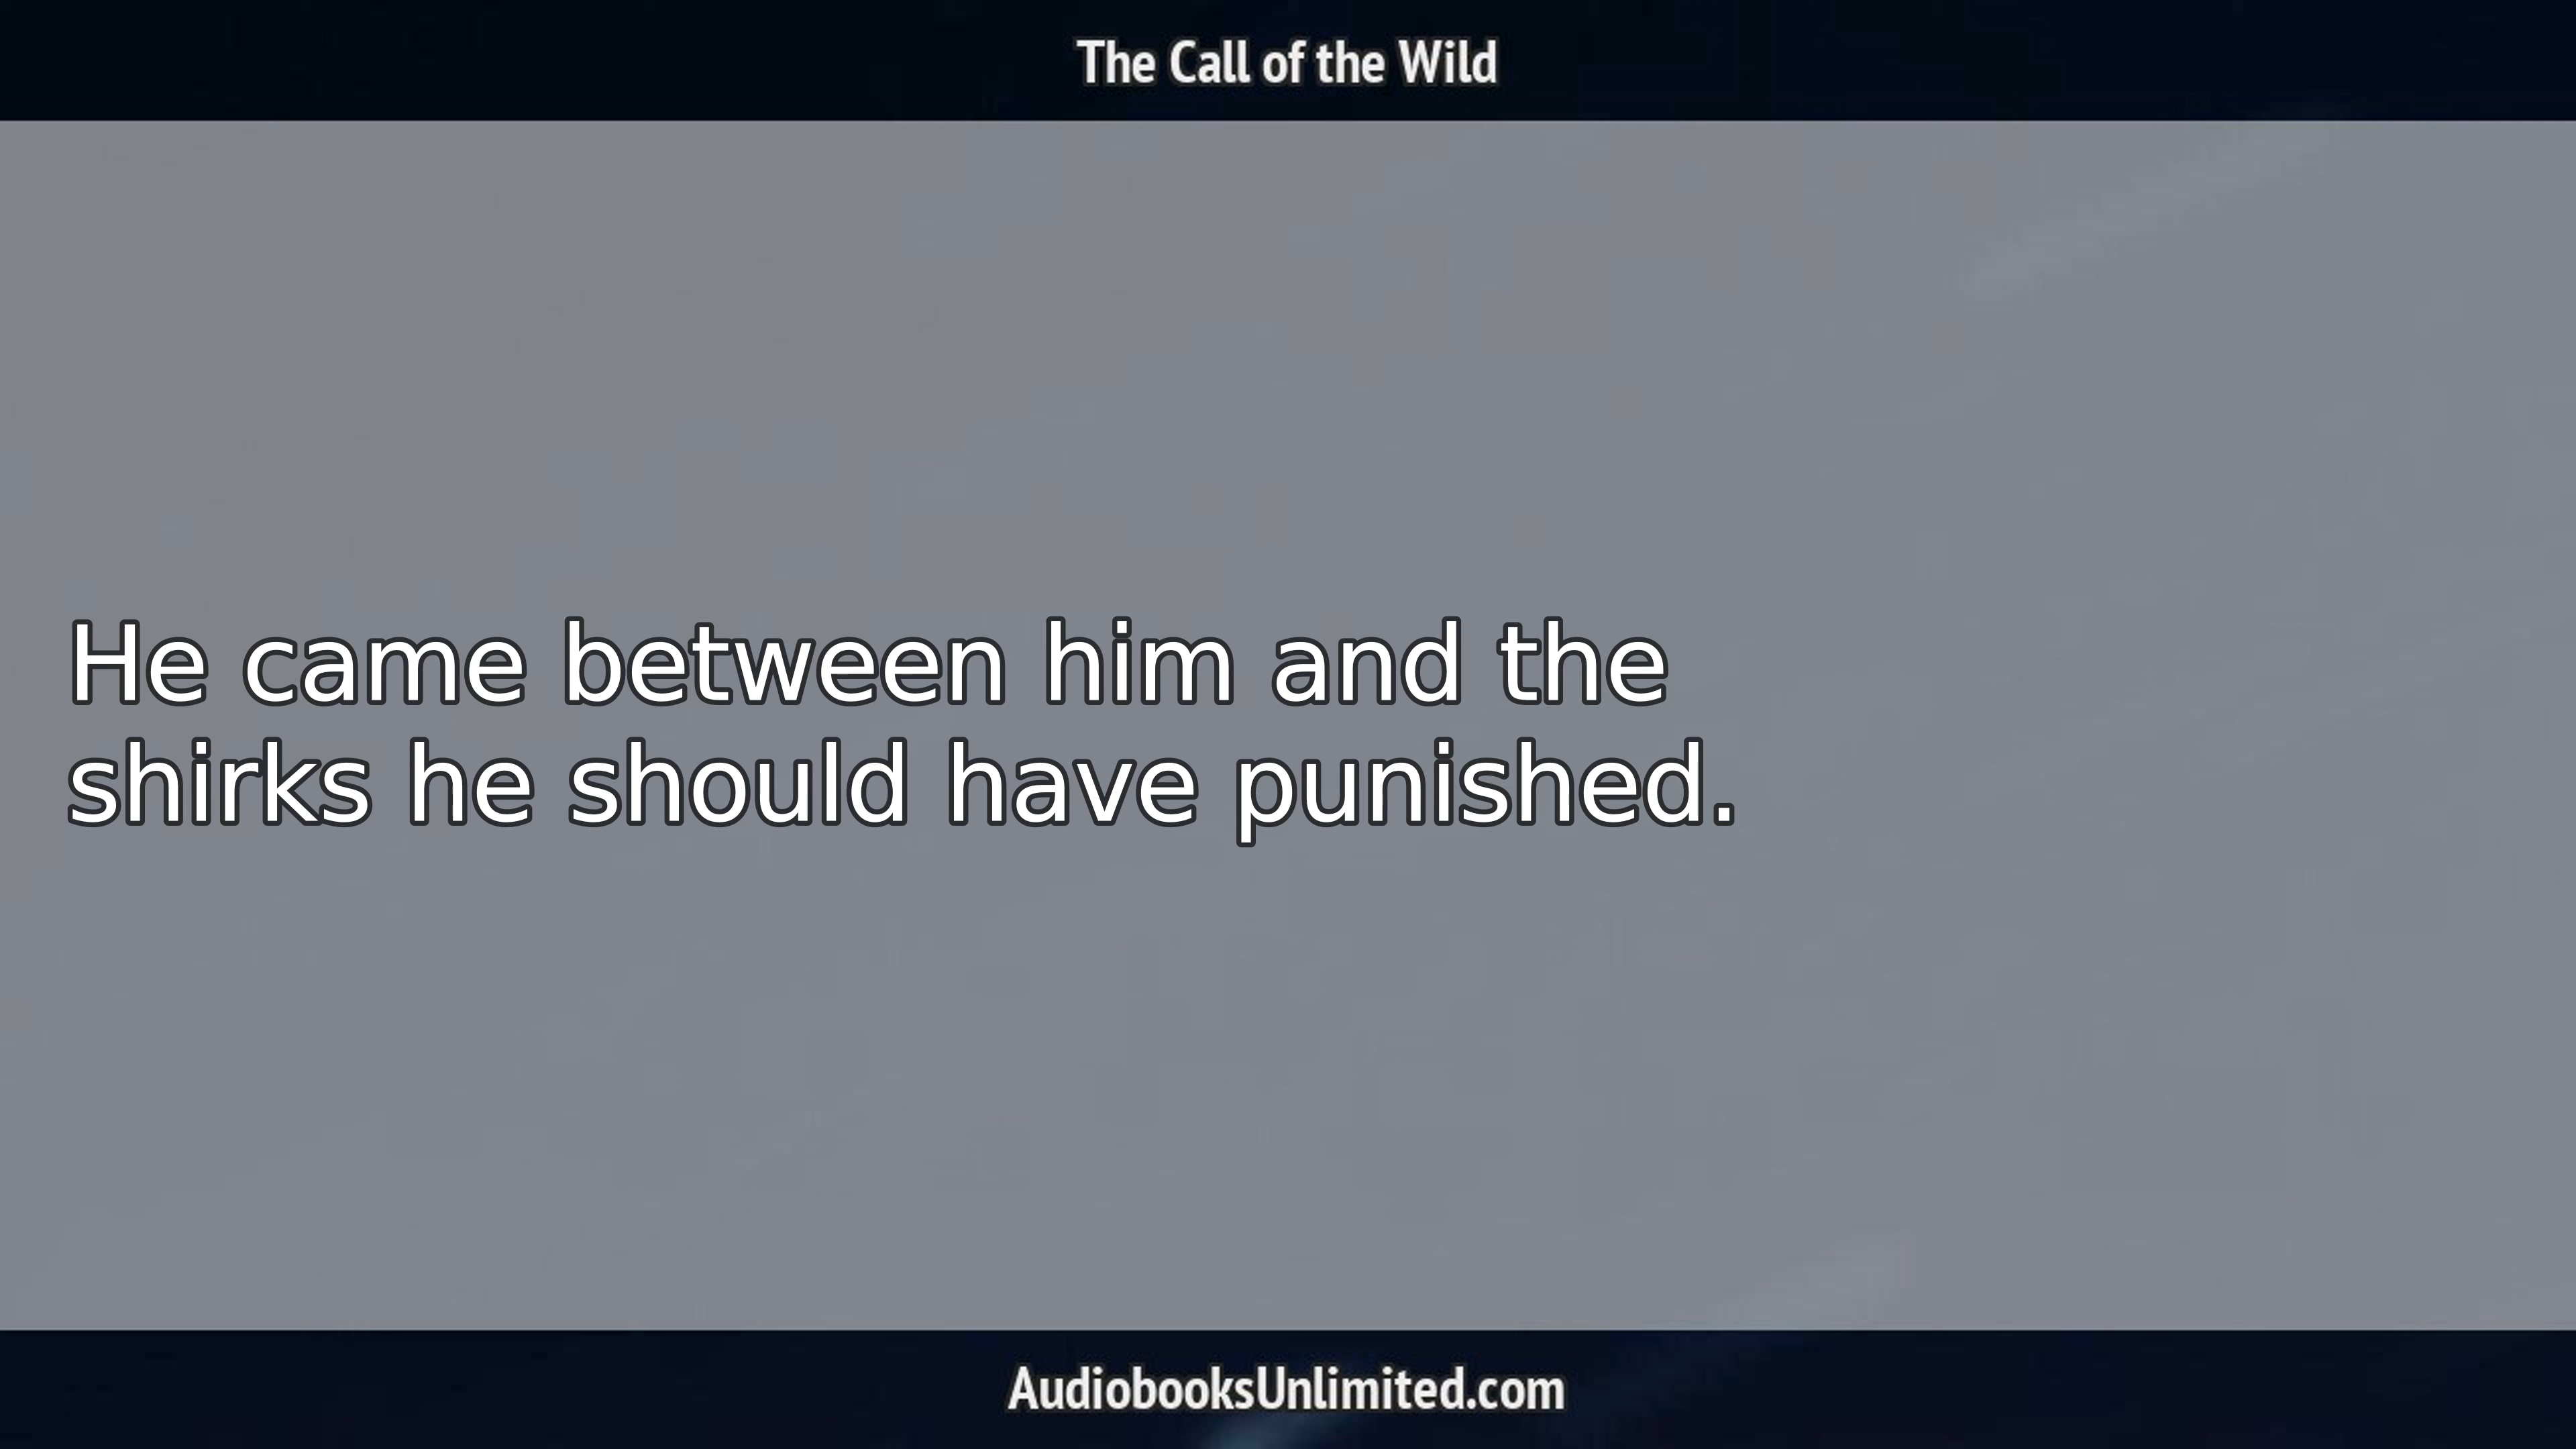 The Call of the Wild
He came between him and the
shirks he should have punished.
AudiobooksUnlimited.com